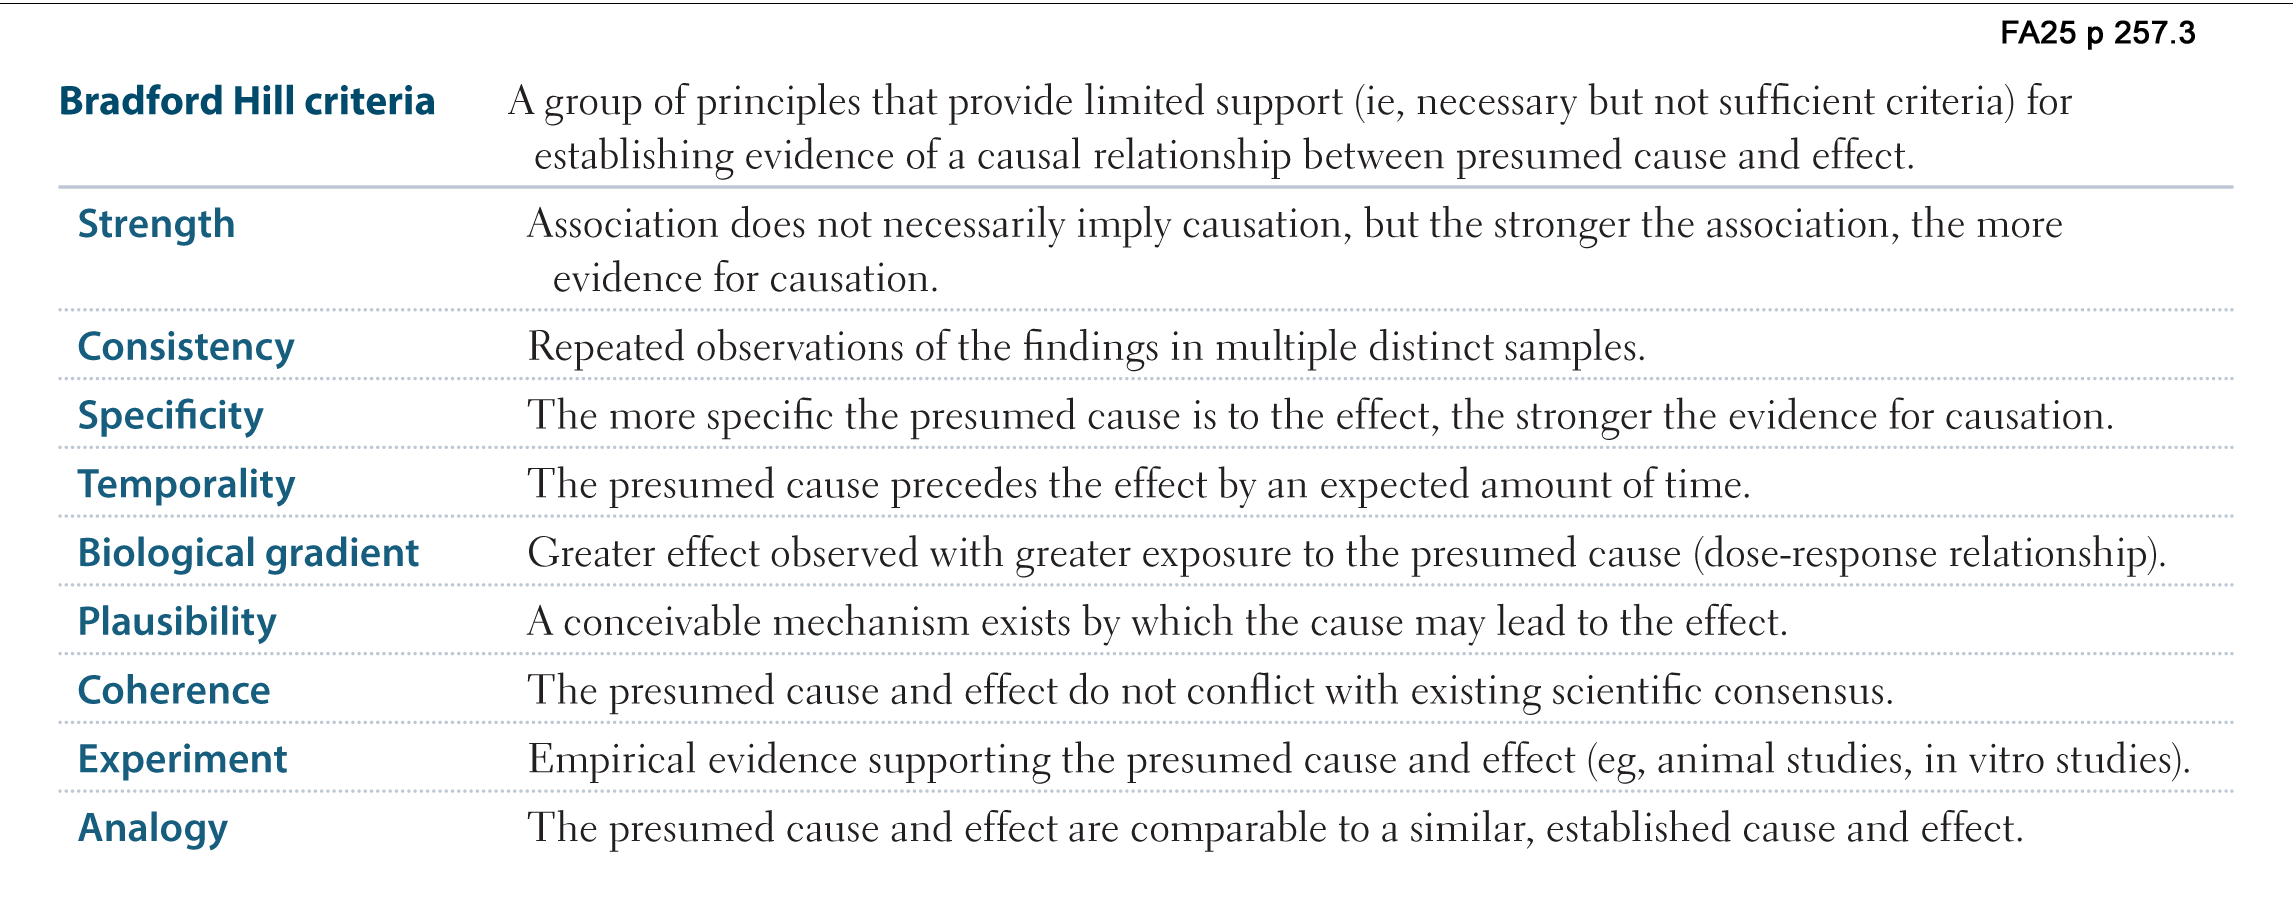 FA25 p 257.3
Bradford Hill criteria A group of principles that provide limited support (ie, necessary but not sufficient criteria) for
establishing evidence of a causal relationship between presumed cause and effect.
Strength Association does not necessarily imply causation, but the stronger the association, the more
evidence for causation.
Consistency Repeated observations of the findings in multiple distinct samples.
Specificity The more specific the presumed cause is to the effect, the stronger the evidence for causation.
Temporality The presumed cause precedes the effect by an expected amount of time.
Biological gradient Greater effect observed with greater exposure to the presumed cause (dose-response relationship).
Plausibility A conceivable mechanism exists by which the cause may lead to the effect.
Coherence The presumed cause and effect do not conflict with existing scientific consensus.
Experiment Empirical evidence supporting the presumed cause and effect (eg, animal studies, in vitro studies).
Analogy The presumed cause and effect are comparable to a similar, established cause and effect.